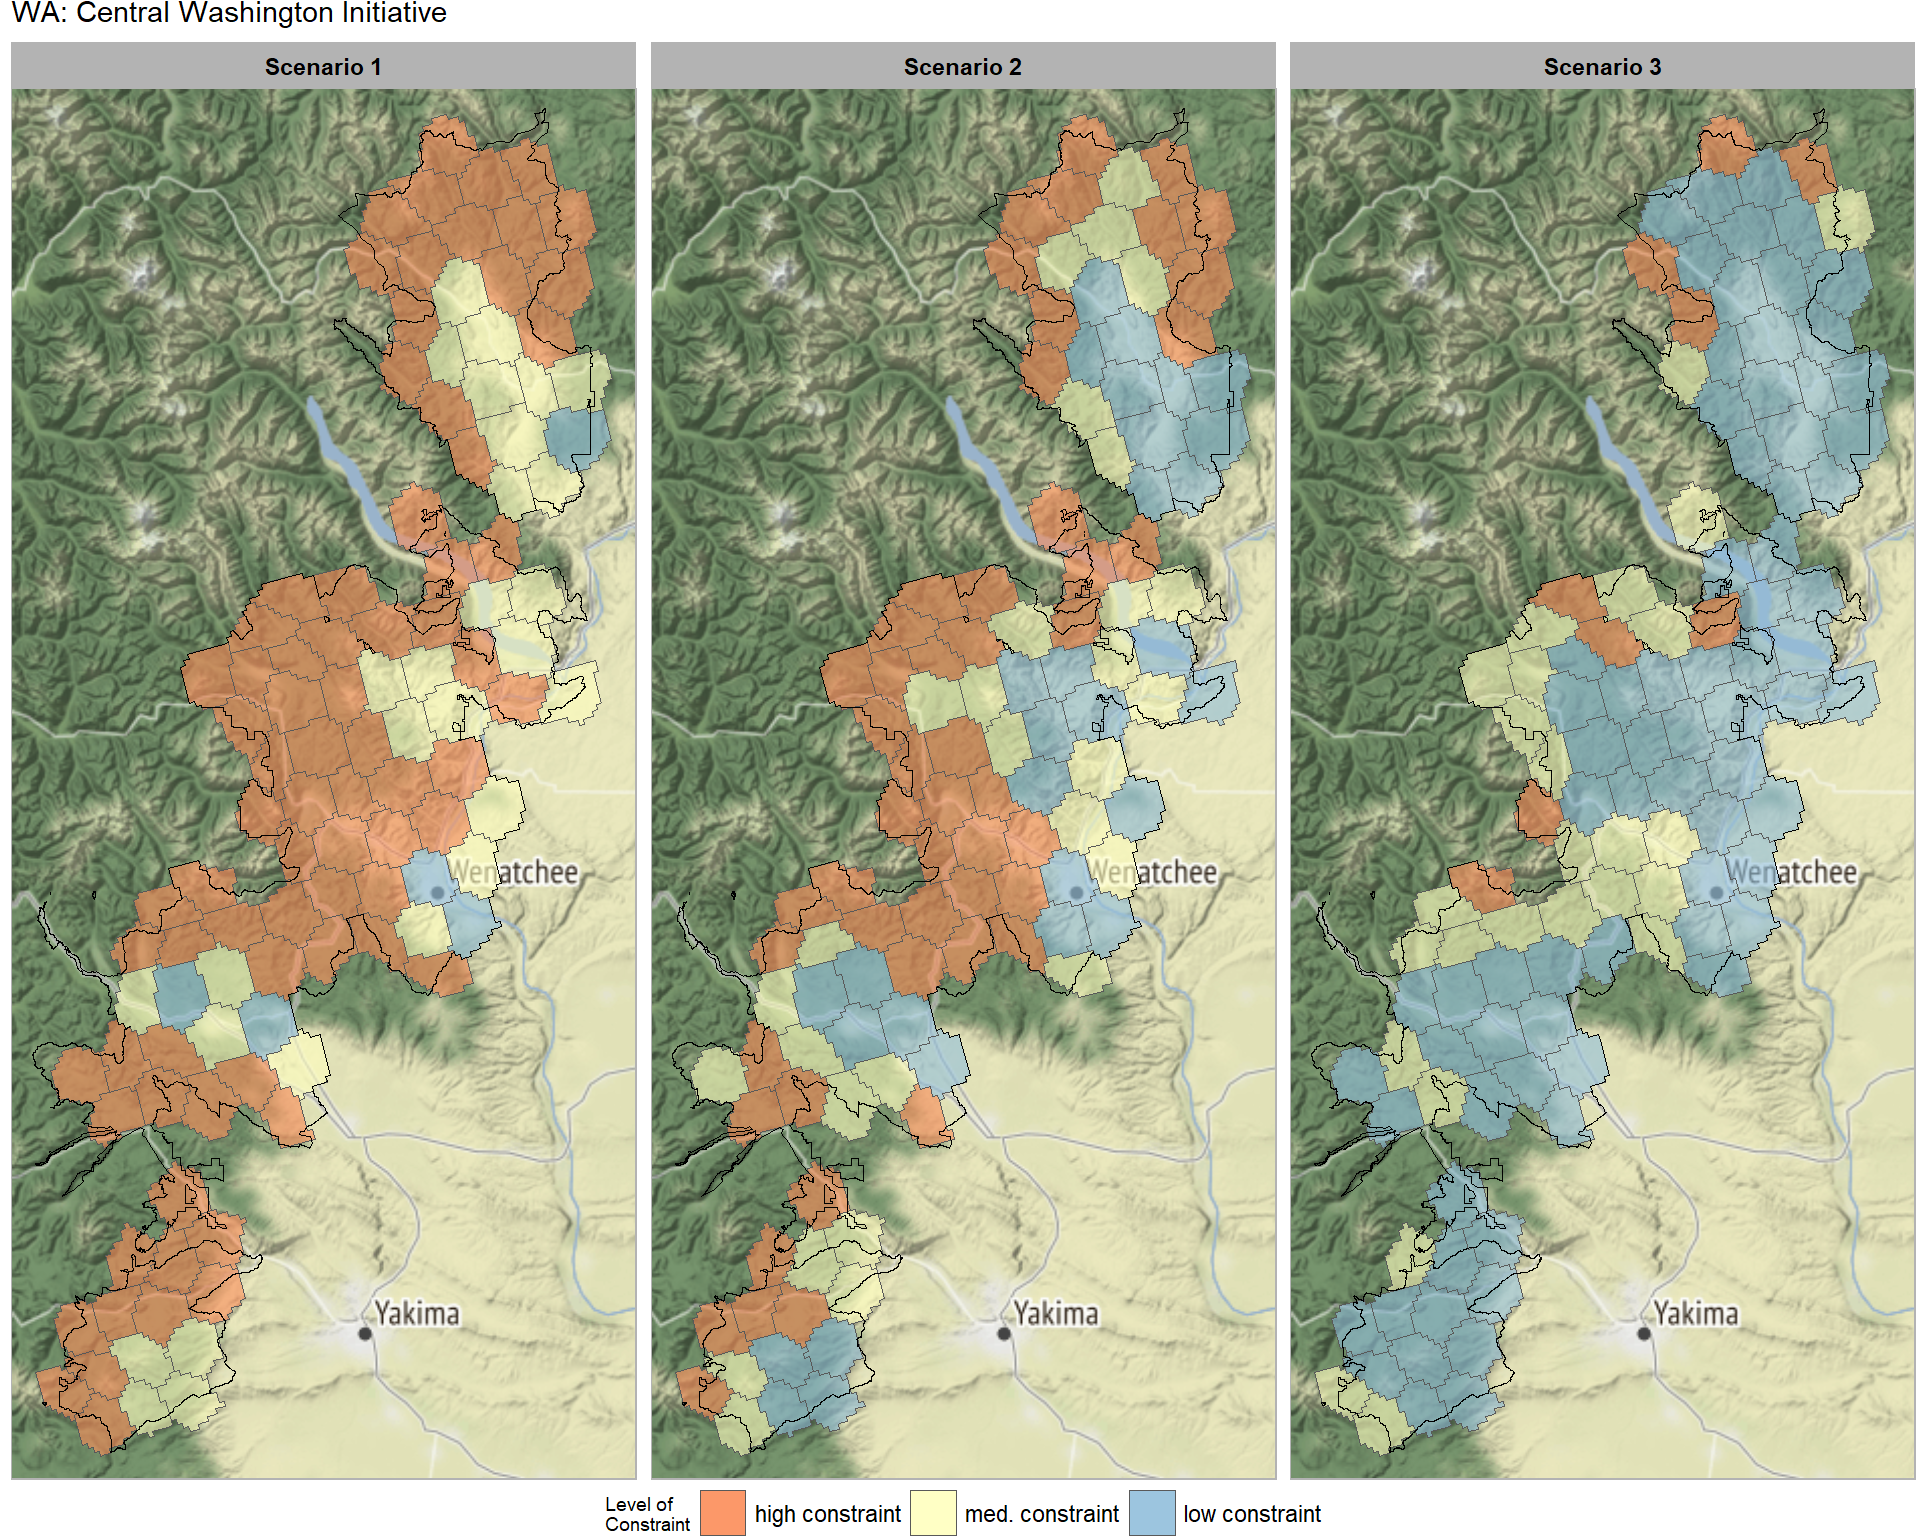 WA: Central Washington Initiative
Scenario 1
Scenario 2
Scenario 3
Wenatchee
Wenatchee
Wenatchee
Yakima
Yakima
Yakima
Level of
Constraint
high constraint
med. constraint
low constraint